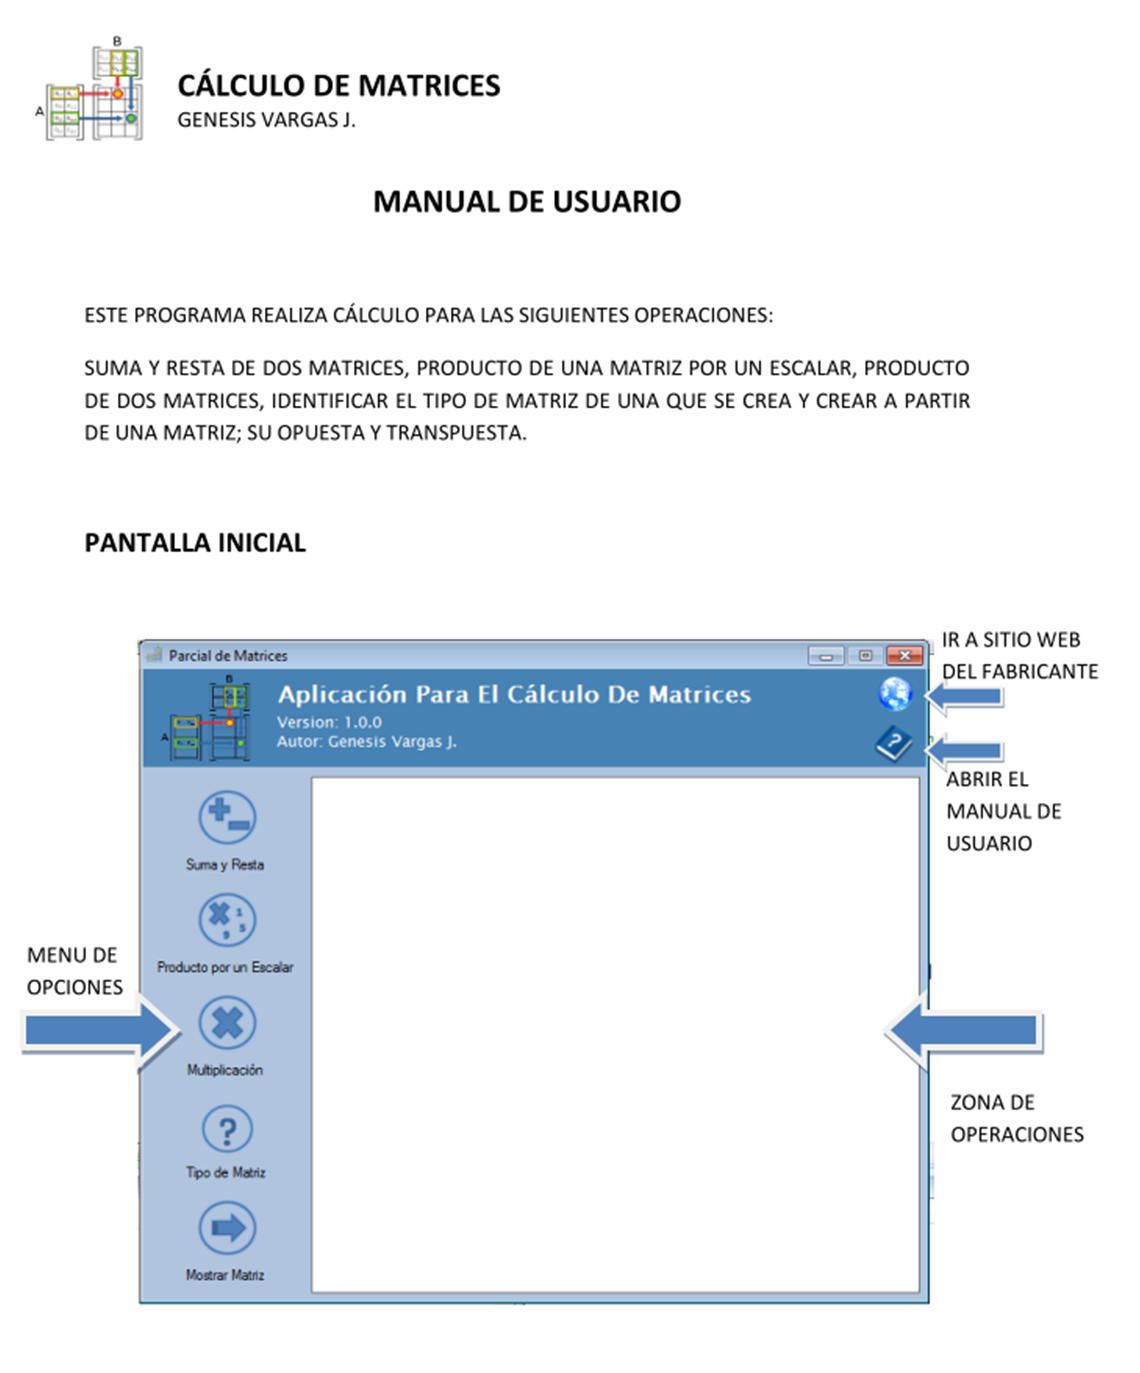 B
A
CÁLCULO DE MATRICES
GENESIS VARGAS J.
MANUAL DE USUARIO
ESTE PROGRAMA REALIZA CÁLCULO PARA LAS SIGUIENTES OPERACIONES:
SUMA Y RESTA DE DOS MATRICES, PRODUCTO DE UNA MATRIZ POR UN ESCALAR, PRODUCTO
DE DOS MATRICES, IDENTIFICAR EL TIPO DE MATRIZ DE UNA QUE SE CREA Y CREAR A PARTIR
DE UNA MATRIZ; SU OPUESTA Y TRANSPUESTA.
PANTALLA INICIAL
IR A SITIO WEB
DEL FABRICANTE
Parcial de Matrices
B
A
Aplicación Para El Cálculo De Matrices
Version: 1.0.0
Autor: Genesis Vargas J.
?
ABRIR EL
MANUAL DE
USUARIO
Suma y Resta
1
9 5
Producto por un Escalar
MENU DE
OPCIONES
Multiplicación
?
Tipo de Matriz
ZONA DE
OPERACIONES
Mostrar Matriz